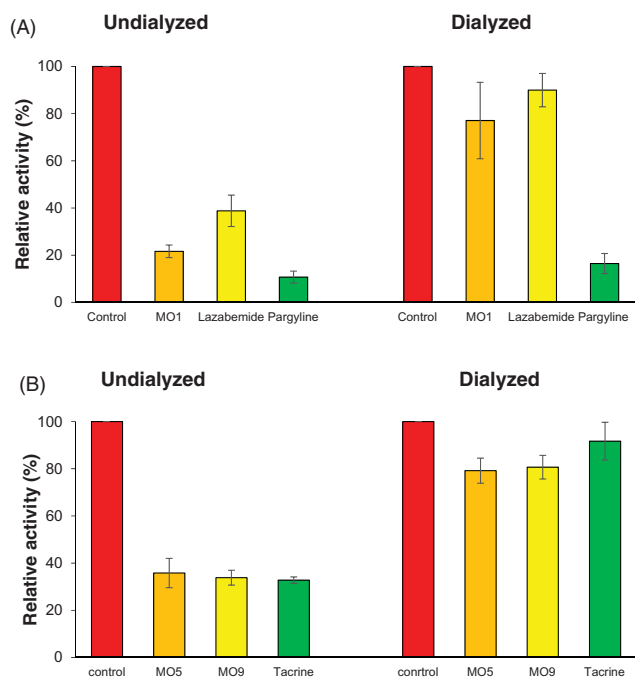 (A)
Undialyzed Dialyzed
Relative activity (%)
100
80
60
40
20
0
Control MO1 Lazabemide Pargyline Control MO1 Lazabemide Pargyline
(B)
Undialyzed Dialyzed
Relative activity (%)
100
80
60
40
20
0
control MO5 MO9 Tacrine conrtrol MO5 MO9 Tacrine